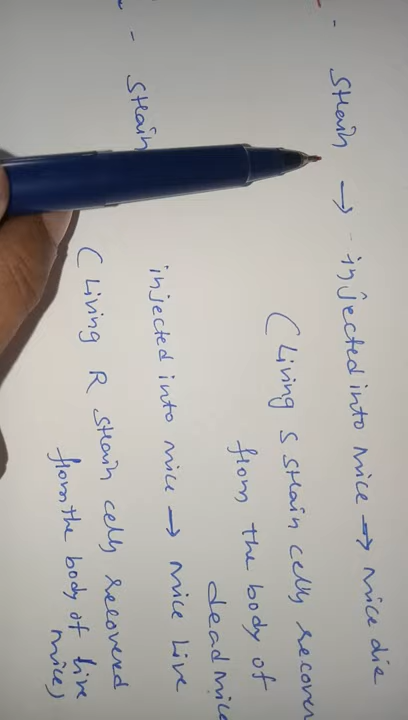 - Strain → - injected into mice → mice die
(Living S strain cells recover
from the body of
dead mice
- Strain
injected into mice → mice Live
(Living R strain cells recovered
from the body of live
mice)